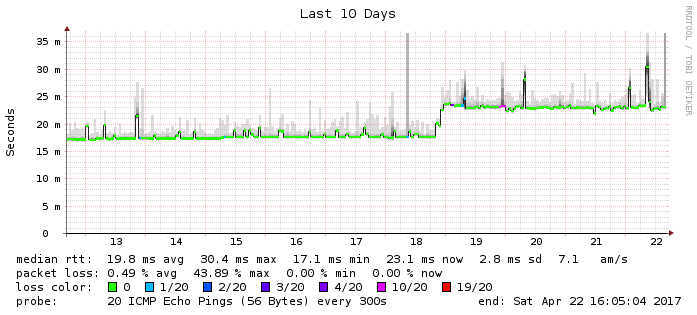 Last 10 Days
RRDTOOL / TOBI OETIKER
Seconds
35 m
30 m
25 m
20 m
15 m
10 m
5 m
0
13 14 15 16 17 18 19 20 21 22
median rtt: 19.8 ms avg 30.4 ms max 17.1 ms min 23.1 ms now 2.8 ms sd 7.1 am/s
packet loss: 0.49 % avg 43.89 % max 0.00 % min 0.00 % now
loss color: 0 1/20 2/20 3/20 4/20 10/20 19/20
probe: 20 ICMP Echo Pings (56 Bytes) every 300s end: Sat Apr 22 16:05:04 2017